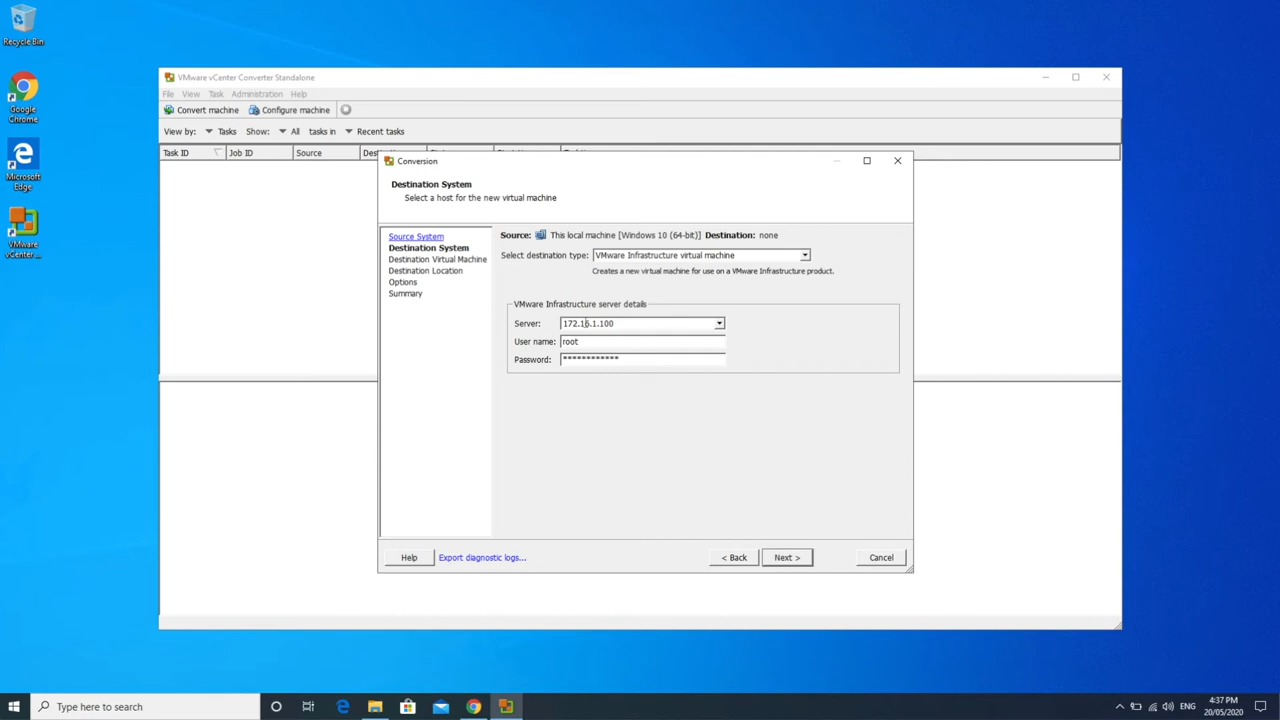 Recycle Bin
Google
Chrome
Microsoft
Edge
VMware
vCenter ...
VMware vCenter Converter Standalone
File View Task Administration Help
Convert machine Configure machine
View by: Tasks Show: All tasks in Recent tasks
Task ID Job ID Source
Conversion
Destination System
Select a host for the new virtual machine
Source System
Destination System
Destination Virtual Machine
Destination Location
Options
Summary
Source: This local machine [Windows 10 (64-bit)] Destination: none
Select destination type: VMware Infrastructure virtual machine
Creates a new virtual machine for use on a VMware Infrastructure product.
VMware Infrastructure server details
Server: 172.16.1.100
User name: root
Password: ************
Help Export diagnostic logs... < Back Next > Cancel
Type here to search
ENG
4:37 PM
20/05/2020